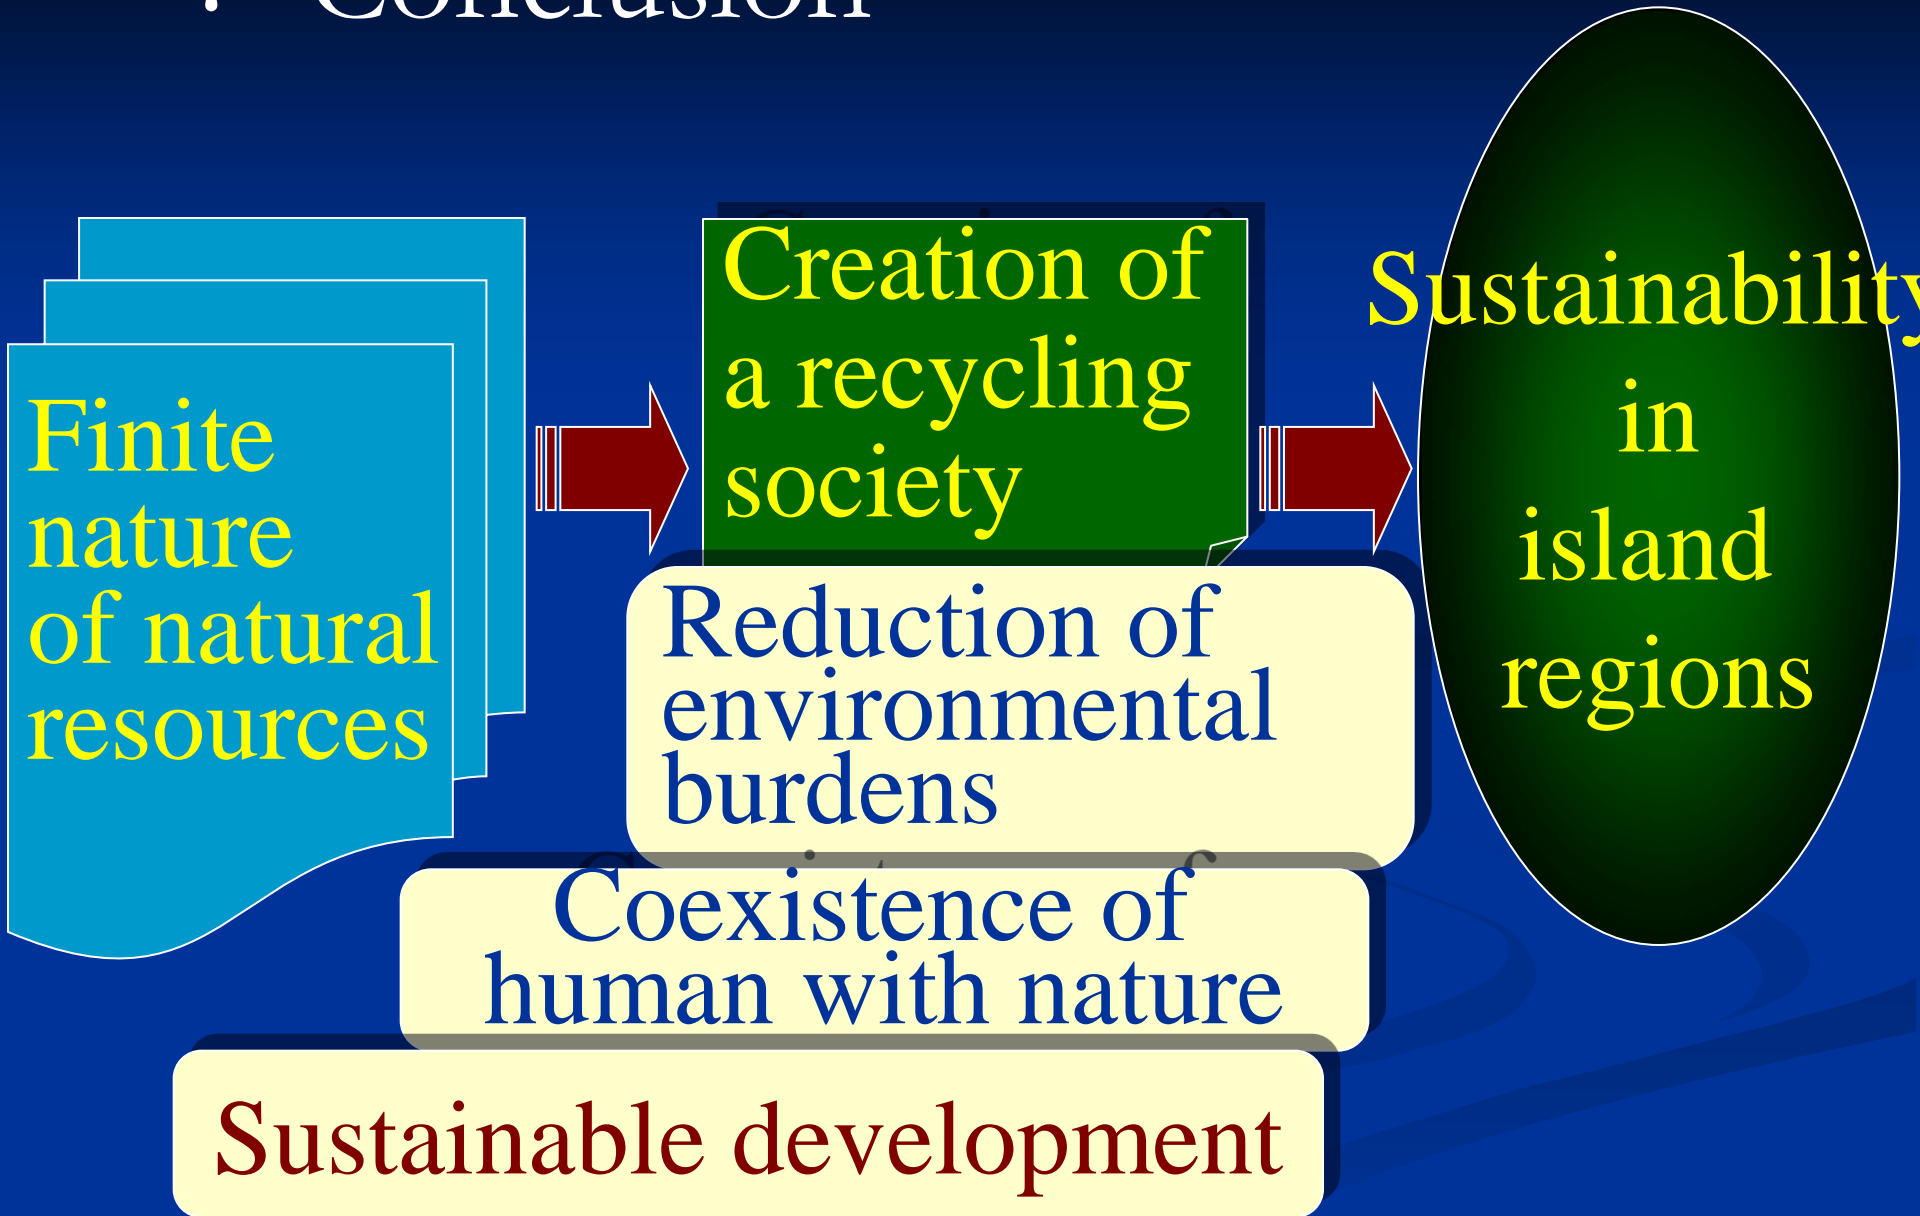 Conclusion
Finite
nature
of natural
resources
Creation of
a recycling
society
Sustainability
in
island
regions
Reduction of
environmental
burdens
Coexistence of
human with nature
Sustainable development